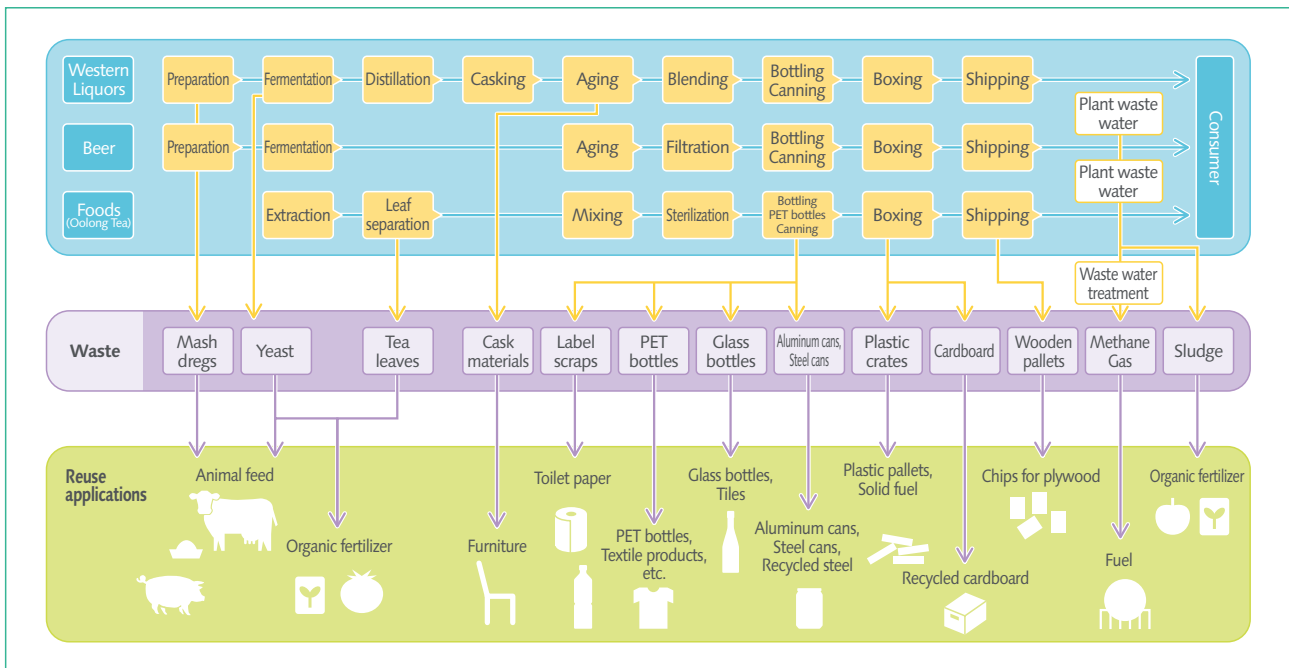 Western
Liquors
Preparation
Fermentation
Distillation
Casking
Aging
Blending
Bottling
Canning
Boxing
Shipping
Plant waste
water
Consumer
Beer
Preparation
Fermentation
Aging
Filtration
Bottling
Canning
Boxing
Shipping
Plant waste
water
Foods
(Oolong Tea)
Extraction
Leaf
separation
Mixing
Sterilization
Bottling
PET bottles
Canning
Boxing
Shipping
Waste water
treatment
Waste
Mash
dregs
Yeast
Tea
leaves
Cask
materials
Label
scraps
PET
bottles
Glass
bottles
Aluminum cans,
Steel cans
Plastic
crates
Cardboard
Wooden
pallets
Methane
Gas
Sludge
Reuse
applications
Animal feed
Organic fertilizer
Furniture
Toilet paper
PET bottles,
Textile products,
etc.
Glass bottles,
Tiles
Aluminum cans,
Steel cans,
Recycled steel
Plastic pallets,
Solid fuel
Recycled cardboard
Chips for plywood
Fuel
Organic fertilizer